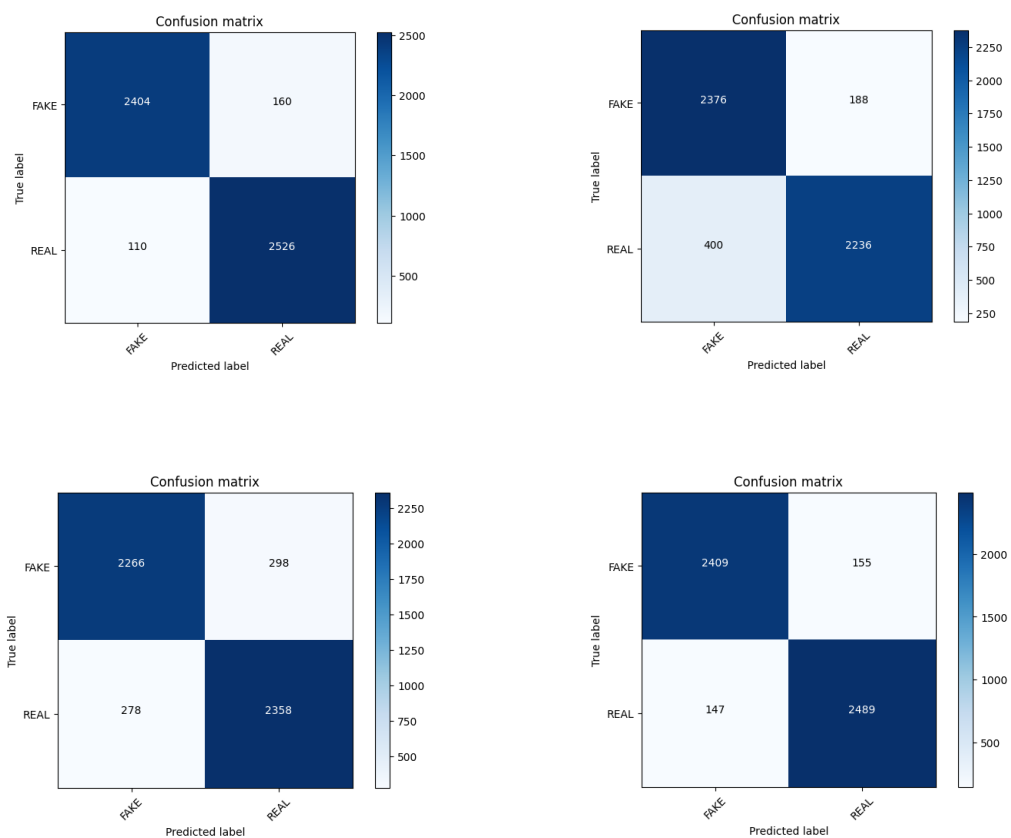 Confusion matrix
2500
FAKE
2404
160
2000
1500
True label
1000
REAL
110
2526
500
FAKE
REAL
Predicted label
Confusion matrix
2250
FAKE
2376
188
2000
1750
1500
True label
1250
1000
REAL
400
2236
750
500
250
FAKE
REAL
Predicted label
Confusion matrix
2250
FAKE
2266
298
2000
1750
1500
True label
1250
1000
REAL
278
2358
750
500
FAKE
REAL
Predicted label
Confusion matrix
FAKE
2409
155
2000
1500
True label
1000
REAL
147
2489
500
FAKE
REAL
Predicted label